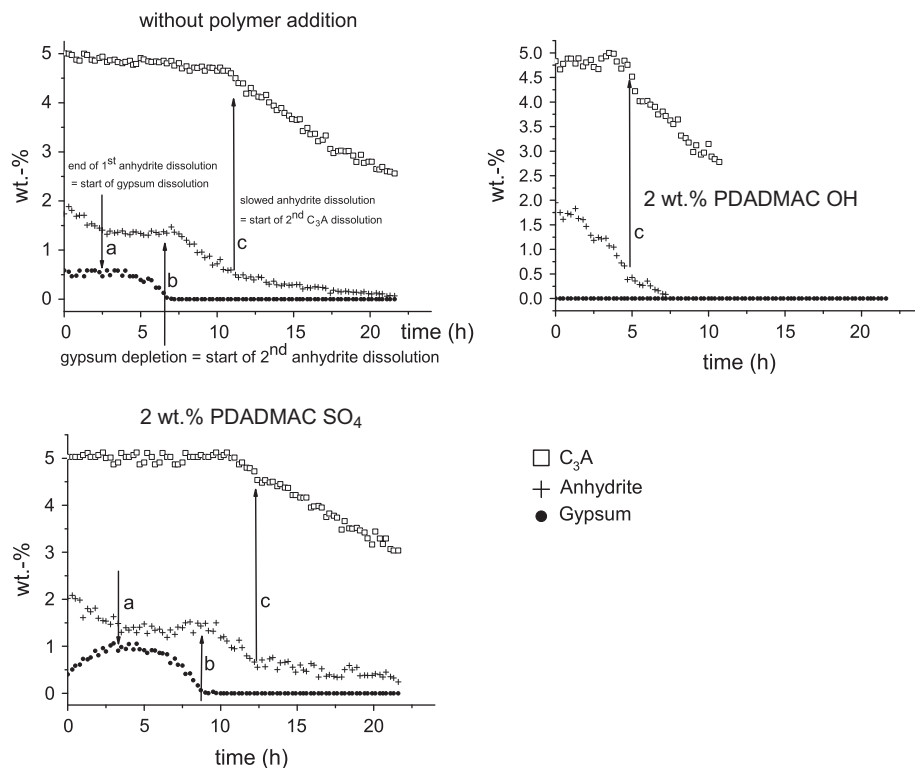 without polymer addition
5
4
3
2
1
0
wt.-%
end of 1st anhydrite dissolution
= start of gypsum dissolution
slowed anhydrite dissolution
= start of 2nd C3A dissolution
a
b
c
0 5 10 15 20
time (h)
gypsum depletion = start of 2nd anhydrite dissolution
5.0
4.5
4.0
3.5
3.0
2.5
2.0
1.5
1.0
0.5
0.0
wt.-%
2 wt.% PDADMAC OH
c
0 5 10 15 20
time (h)
2 wt.% PDADMAC SO4
5
4
3
2
1
0
wt.-%
a
b
c
0 5 10 15 20
time (h)
C3A
Anhydrite
Gypsum